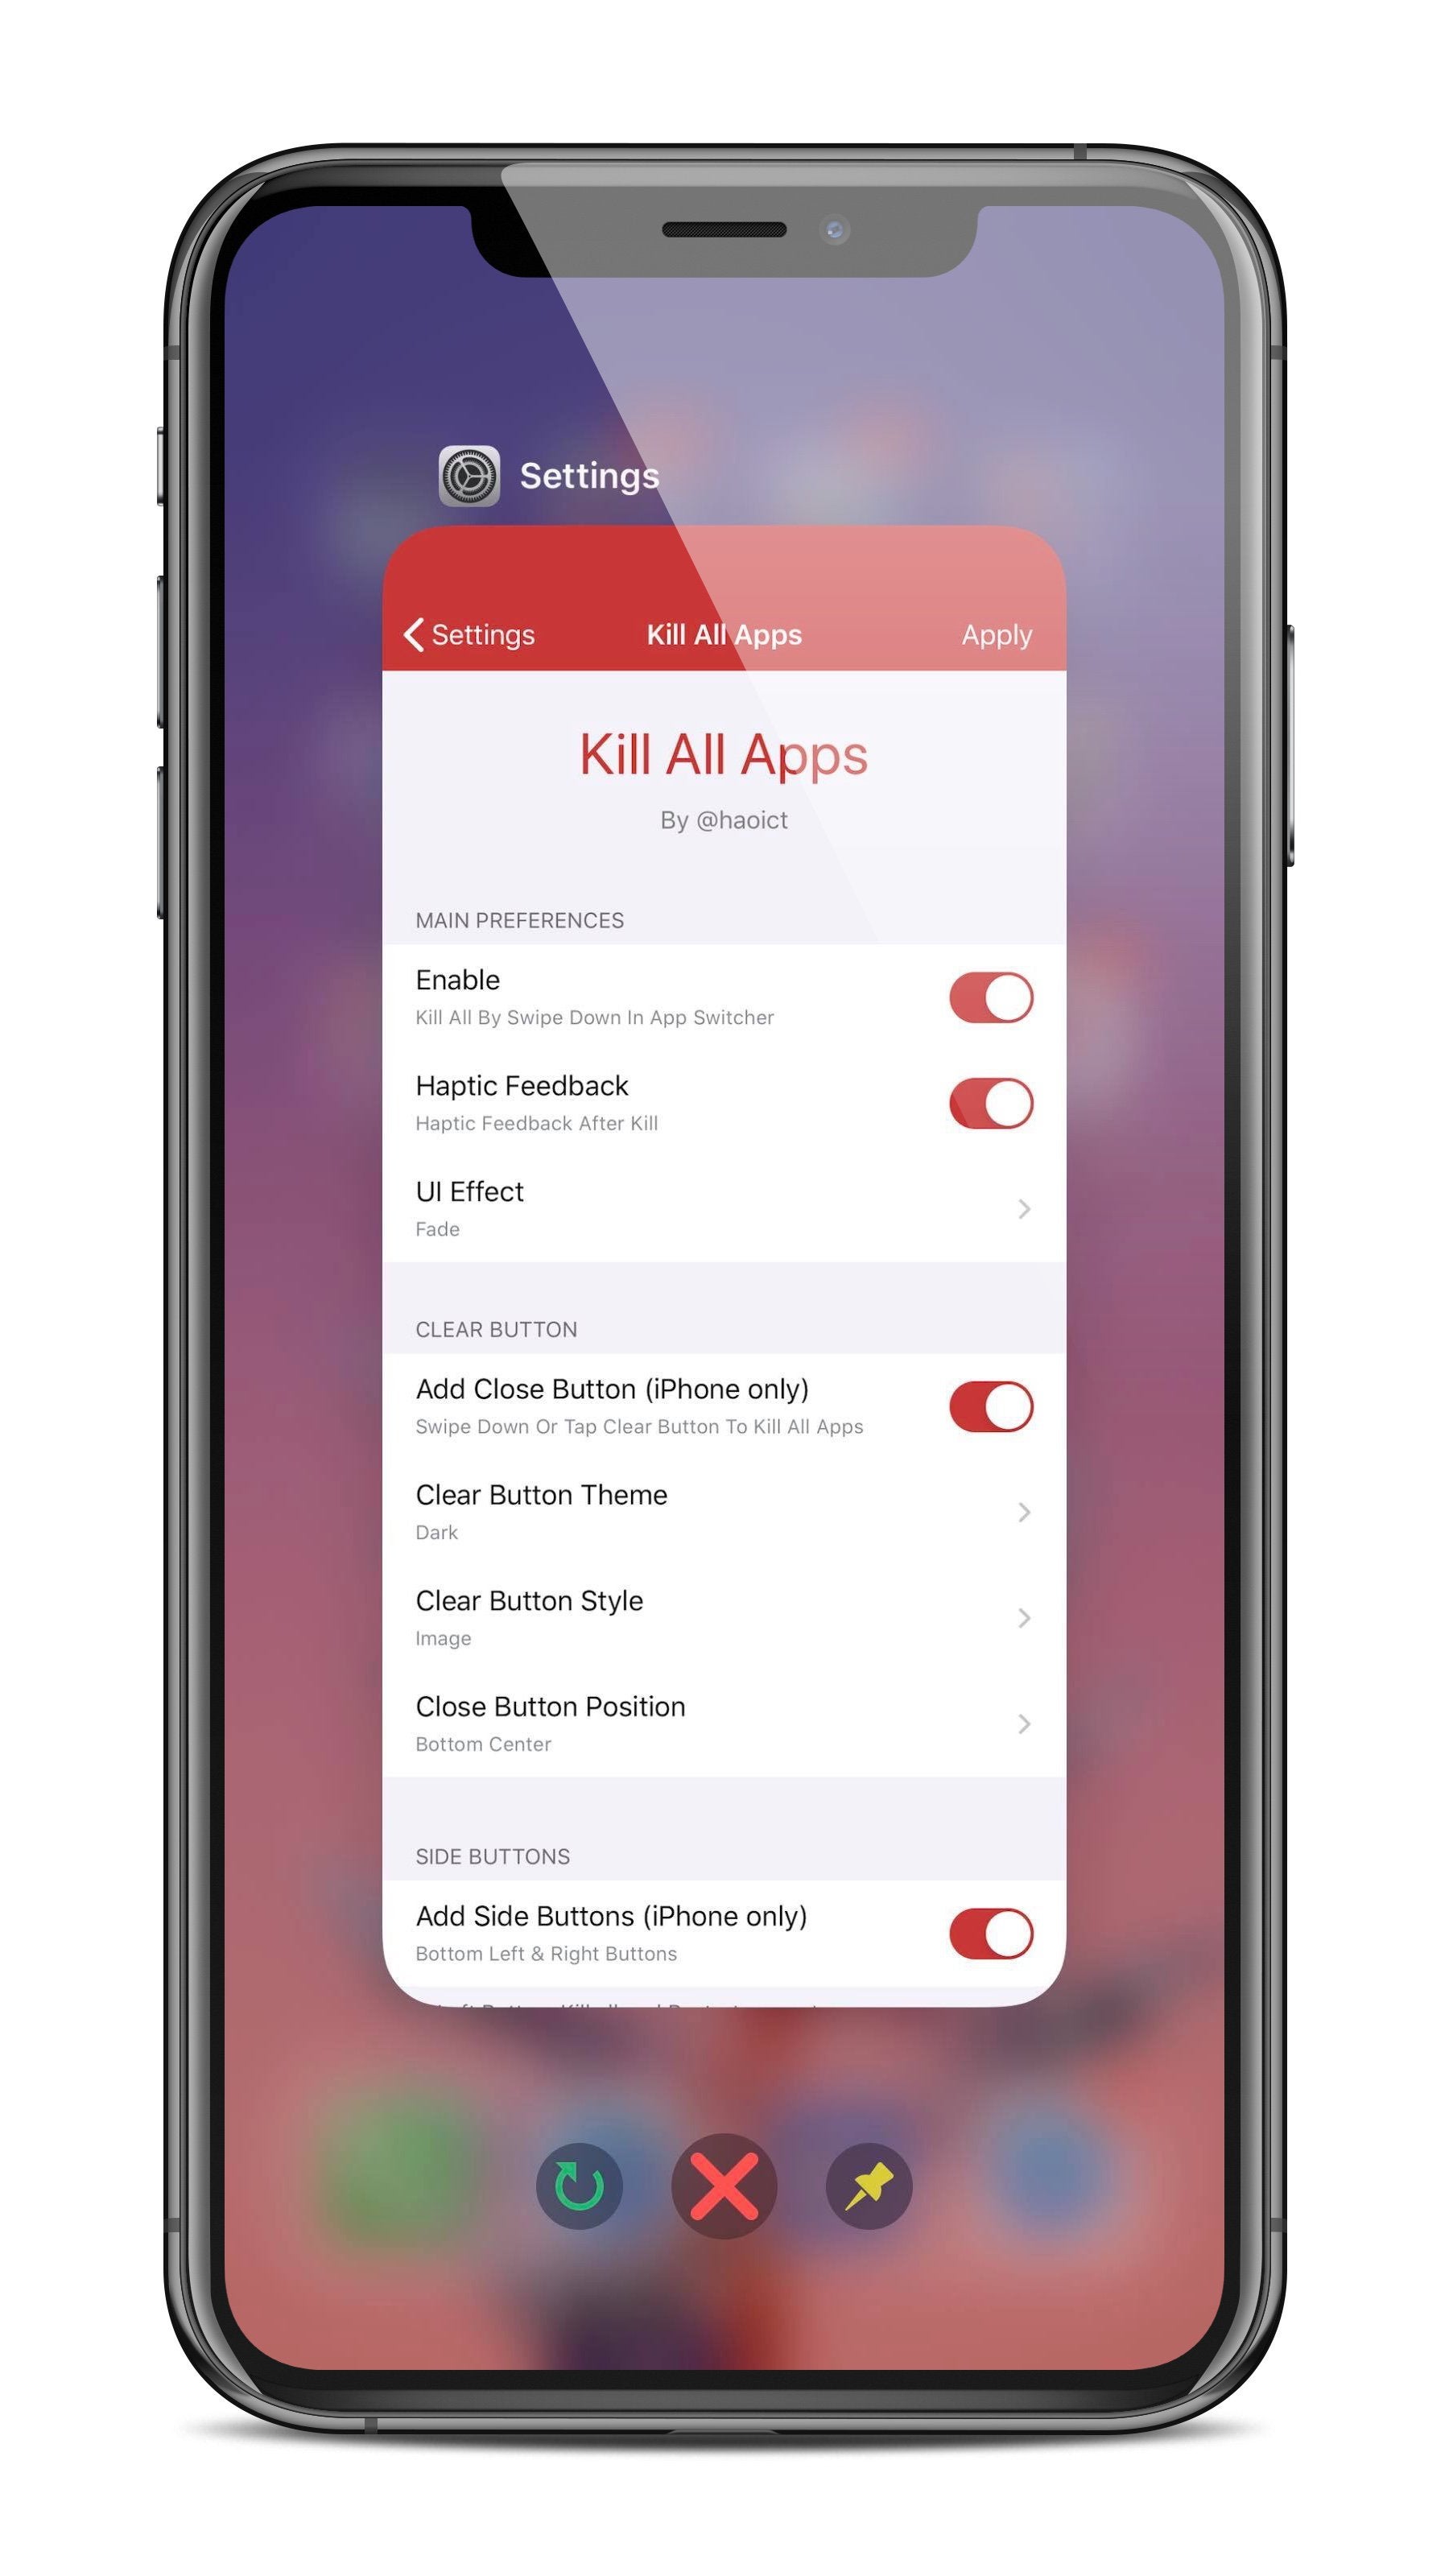 Settings
Settings
Kill All Apps
Apply
Kill All Apps
By @haoict
MAIN PREFERENCES
Enable
Kill All By Swipe Down In App Switcher
Haptic Feedback
Haptic Feedback After Kill
UI Effect
Fade
CLEAR BUTTON
Add Close Button (iPhone only)
Swipe Down Or Tap Clear Button To Kill All Apps
Clear Button Theme
Dark
Clear Button Style
Image
Close Button Position
Bottom Center
SIDE BUTTONS
Add Side Buttons (iPhone only)
Bottom Left & Right Buttons